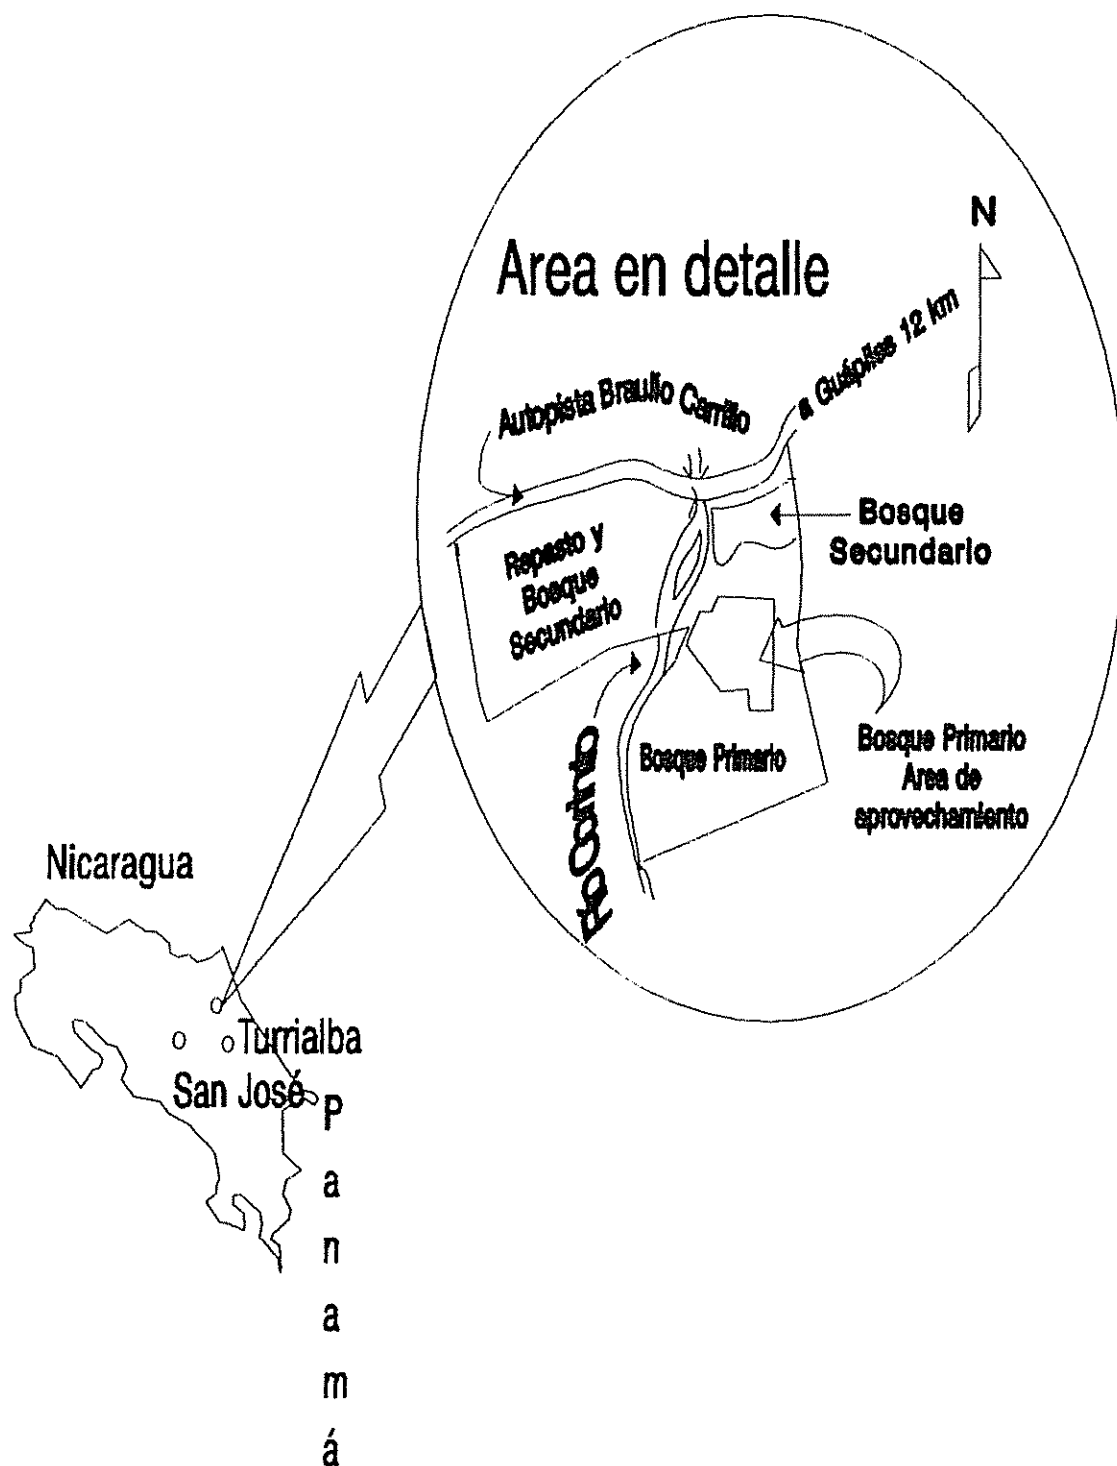 N
Area en detalle
a Guápiles 12 km
Autopista Braulio Carrillo
Bosque
Secundario
Repasto y
Bosque
Secundario
Río Corinto
Bosque Primario
Bosque Primario
Area de
aprovechamiento
Nicaragua
Turrialba
San José
Panamá